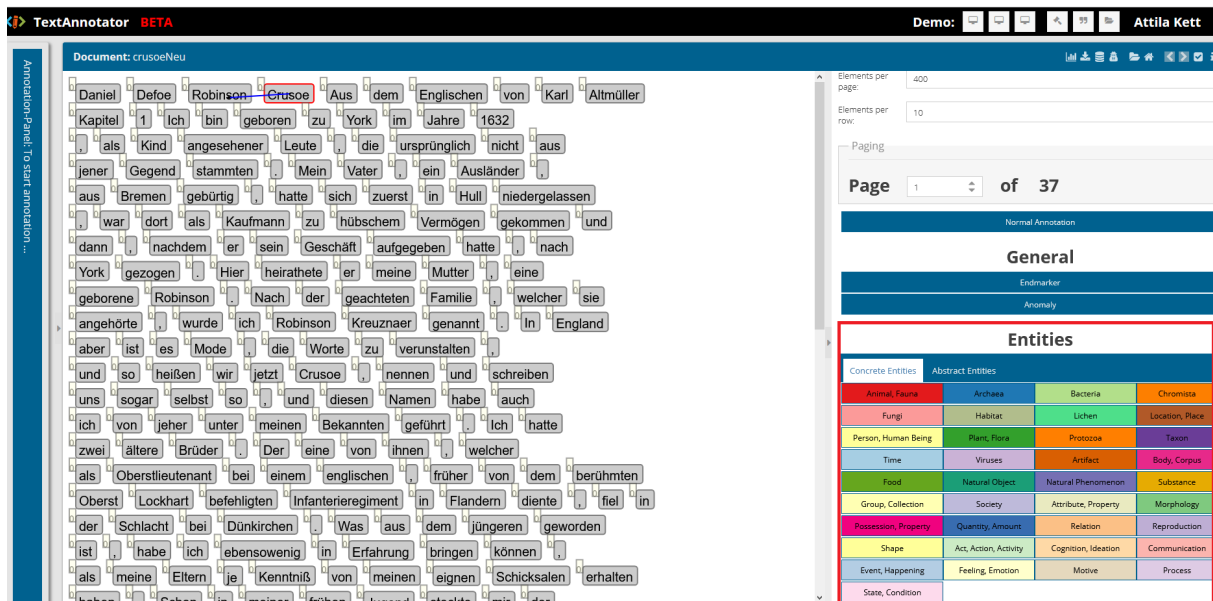 TextAnnotator BETA
Demo:
Attila Kett
Annotation-Panel: To start annotation ...
Document: crusoeNeu
Daniel Defoe Robinson Crusoe Aus dem Englischen von Karl Altmüller
Kapitel 1 Ich bin geboren zu York im Jahre 1632
, als Kind angesehener Leute , die ursprünglich nicht aus
jener Gegend stammten . Mein Vater , ein Ausländer ,
aus Bremen gebürtig , hatte sich zuerst in Hull niedergelassen
, war dort als Kaufmann zu hübschem Vermögen gekommen und
dann , nachdem er sein Geschäft aufgegeben hatte , nach
York gezogen . Hier heirathete er meine Mutter , eine
geborene Robinson . Nach der geachteten Familie , welcher sie
angehörte , wurde ich Robinson Kreuznaer genannt . In England
aber ist es Mode , die Worte zu verunstalten ,
und so heißen wir jetzt Crusoe , nennen und schreiben
uns sogar selbst so , und diesen Namen habe auch
ich von jeher unter meinen Bekannten geführt . Ich hatte
zwei ältere Brüder . Der eine von ihnen , welcher
als Oberstlieutenant bei einem englischen , früher von dem berühmten
Oberst Lockhart befehligten Infanterieregiment in Flandern diente , fiel in
der Schlacht bei Dünkirchen . Was aus dem jüngeren geworden
ist , habe ich ebensowenig in Erfahrung bringen können ,
als meine Eltern je Kenntniß von meinen eignen Schicksalen erhalten
haben . Schon in meiner frühen Jugend steckte mir der
Elements per page: 400
Elements per row: 10
Paging
Page 1 of 37
Normal Annotation
General
Endmarker
Anomaly
Entities
Concrete Entities Abstract Entities
Animal, Fauna Archaea Bacteria Chromista
Fungi Habitat Lichen Location, Place
Person, Human Being Plant, Flora Protozoa Taxon
Time Viruses Artifact Body, Corpus
Food Natural Object Natural Phenomenon Substance
Group, Collection Society Attribute, Property Morphology
Possession, Property Quantity, Amount Relation Reproduction
Shape Act, Action, Activity Cognition, Ideation Communication
Event, Happening Feeling, Emotion Motive Process
State, Condition